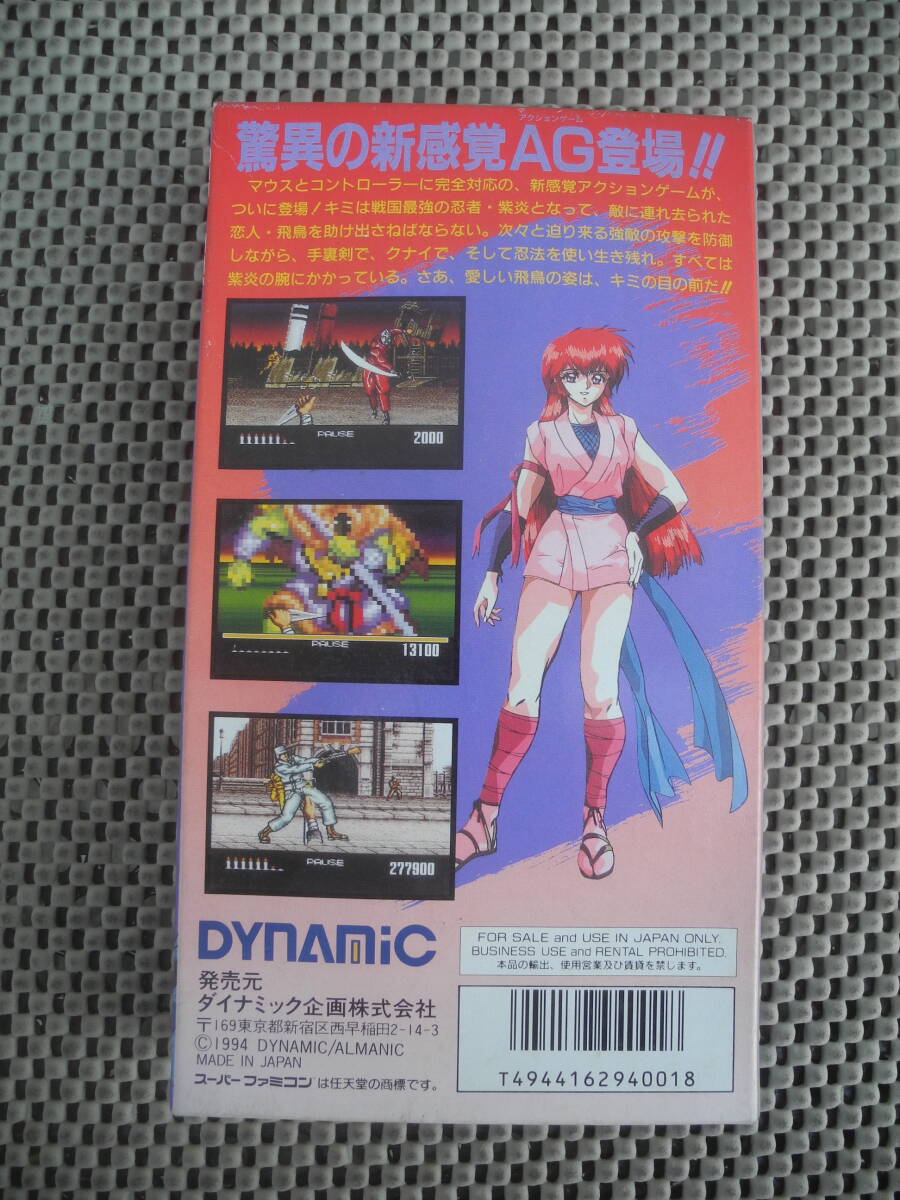 アクションゲーム
驚異の新感覚AG登場!!
マウスとコントローラーに完全対応の、新感覚アクションゲームが、
ついに登場!キミは戦国最強の忍者・紫炎となって、敵に連れ去られた
恋人・飛鳥を助け出さねばならない。次々と迫り来る強敵の攻撃を防御
しながら、手裏剣で、クナイで、そして忍法を使い生き残れ。すべては
紫炎の腕にかかっている。さあ、愛しい飛鳥の姿は、キミの目の前だ!!
PAUSE 2000
PAUSE 13100
PAUSE 277900
DYNAMiC
発売元
ダイナミック企画株式会社
〒169東京都新宿区西早稲田2-14-3
©1994 DYNAMIC/ALMANIC
MADE IN JAPAN
スーパーファミコンは任天堂の商標です。
FOR SALE and USE IN JAPAN ONLY.
BUSINESS USE and RENTAL PROHIBITED.
本品の輸出、使用営業及び賃貸を禁じます。
T4944162940018